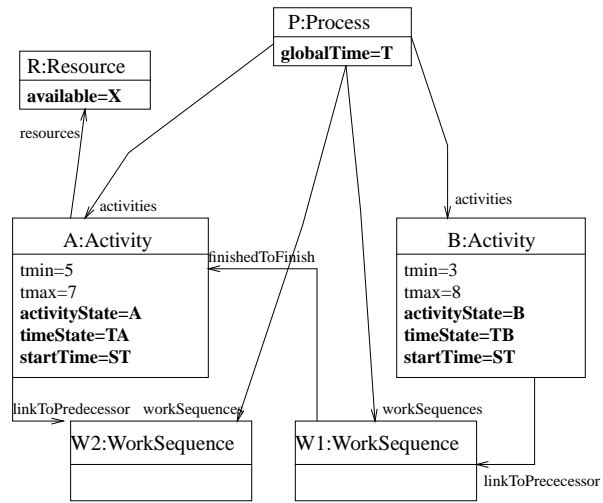 P:Process
globalTime=T
R:Resource
available=X
resources
activities
activities
A:Activity
tmin=5
tmax=7
activityState=A
timeState=TA
startTime=ST
finishedToFinish
B:Activity
tmin=3
tmax=8
activityState=B
timeState=TB
startTime=ST
linkToPredecessor
workSequences
workSequences
W2:WorkSequence
W1:WorkSequence
linkToPrececessor